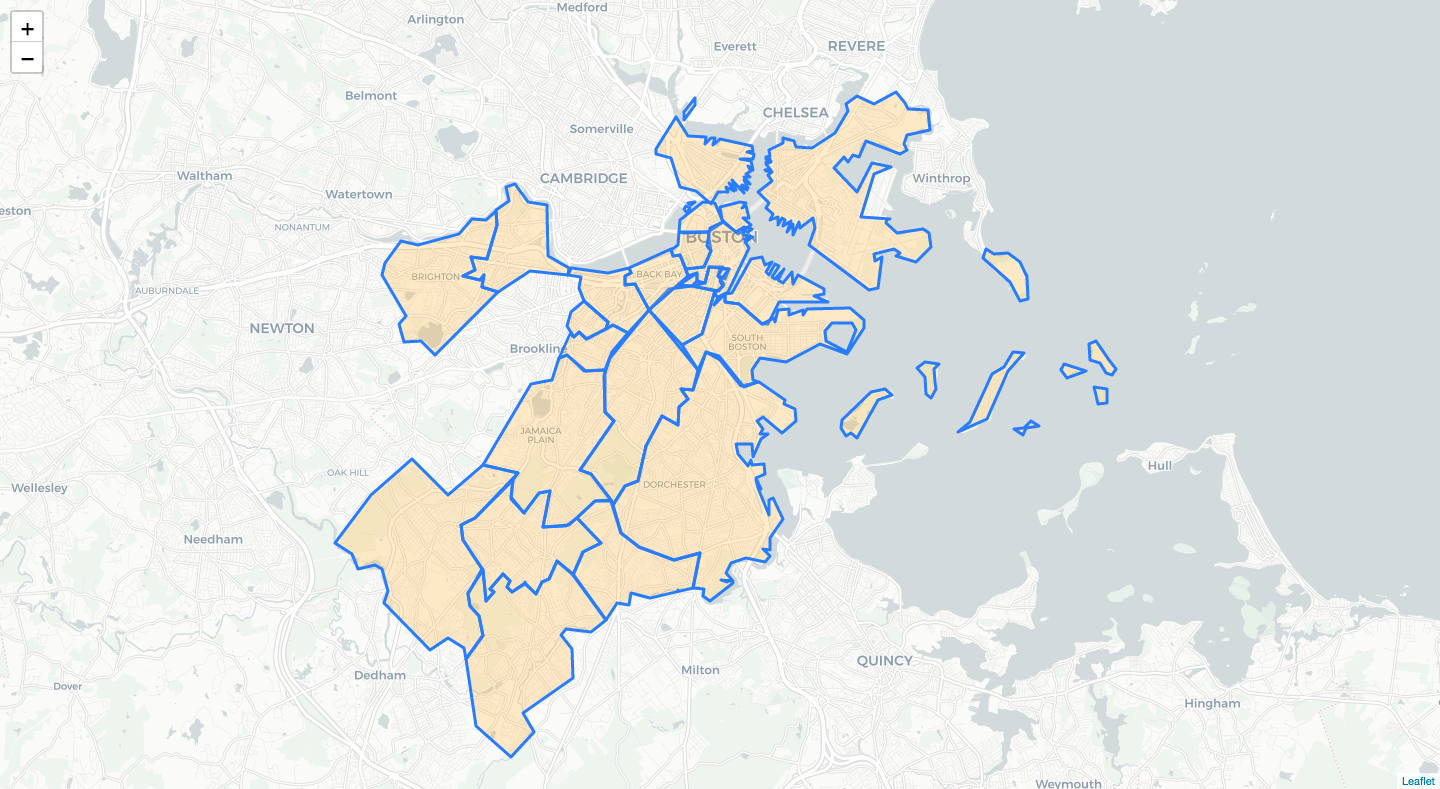 +
−
Medford
Arlington
Everett
REVERE
Belmont
CHELSEA
Somerville
Waltham
CAMBRIDGE
Winthrop
Watertown
eston
NONANTUM
BOSTON
BRIGHTON
BACK BAY
AUBURNDALE
NEWTON
SOUTH
BOSTON
Brookline
JAMAICA
PLAIN
Hull
OAK HILL
DORCHESTER
Wellesley
Needham
QUINCY
Milton
Dedham
Dover
Hingham
Weymouth
Leaflet